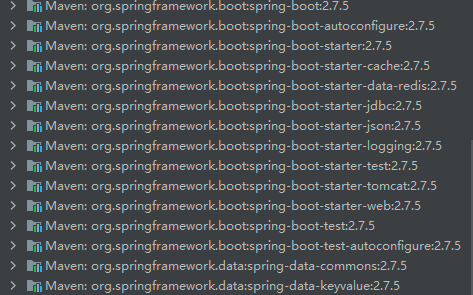 Maven: org.springframework.boot:spring-boot:2.7.5
Maven: org.springframework.boot:spring-boot-autoconfigure:2.7.5
Maven: org.springframework.boot:spring-boot-starter:2.7.5
Maven: org.springframework.boot:spring-boot-starter-cache:2.7.5
Maven: org.springframework.boot:spring-boot-starter-data-redis:2.7.5
Maven: org.springframework.boot:spring-boot-starter-jdbc:2.7.5
Maven: org.springframework.boot:spring-boot-starter-json:2.7.5
Maven: org.springframework.boot:spring-boot-starter-logging:2.7.5
Maven: org.springframework.boot:spring-boot-starter-test:2.7.5
Maven: org.springframework.boot:spring-boot-starter-tomcat:2.7.5
Maven: org.springframework.boot:spring-boot-starter-web:2.7.5
Maven: org.springframework.boot:spring-boot-test:2.7.5
Maven: org.springframework.boot:spring-boot-test-autoconfigure:2.7.5
Maven: org.springframework.data:spring-data-commons:2.7.5
Maven: org.springframework.data:spring-data-keyvalue:2.7.5